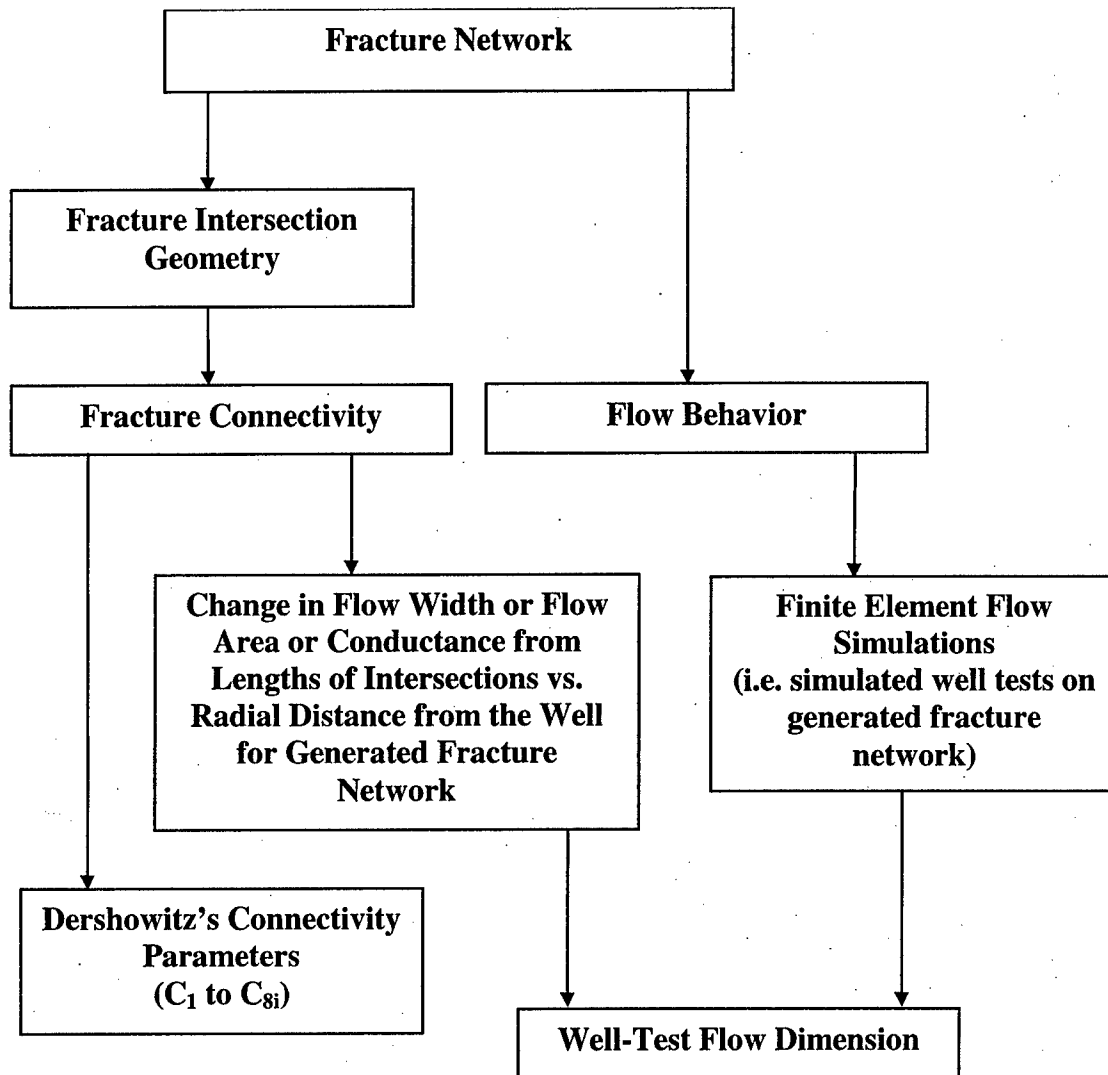 Fracture Network
Fracture Intersection
Geometry
Fracture Connectivity
Flow Behavior
Change in Flow Width or Flow
Area or Conductance from
Lengths of Intersections vs.
Radial Distance from the Well
for Generated Fracture
Network
Finite Element Flow
Simulations
(i.e. simulated well tests on
generated fracture
network)
Dershowitz's Connectivity
Parameters
(C₁ to C₈ᵢ)
Well-Test Flow Dimension